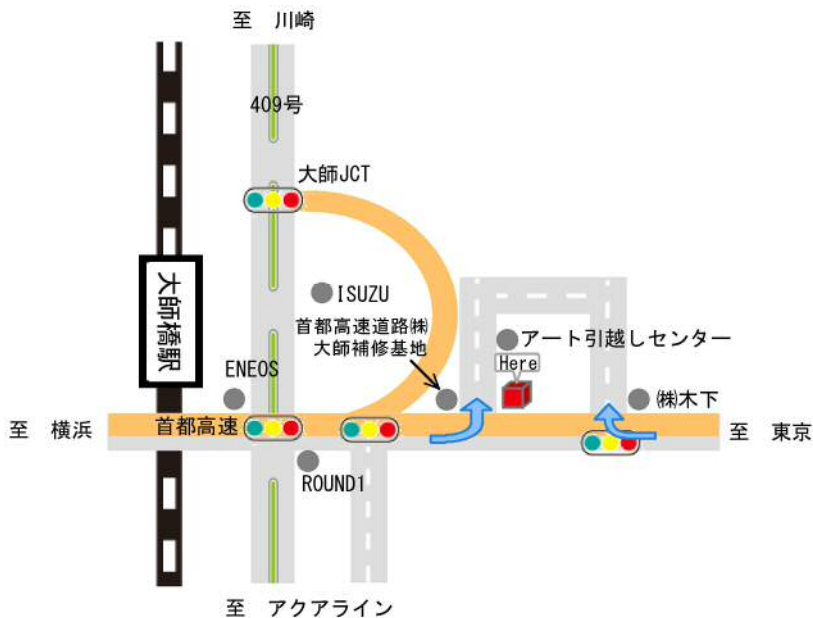 至 川崎
409号
大師JCT
大師橋駅
ISUZU
首都高速道路㈱
大師補修基地
アート引越しセンター
ENEOS
Here
㈱木下
至 横浜
首都高速
至 東京
ROUND1
至 アクアライン